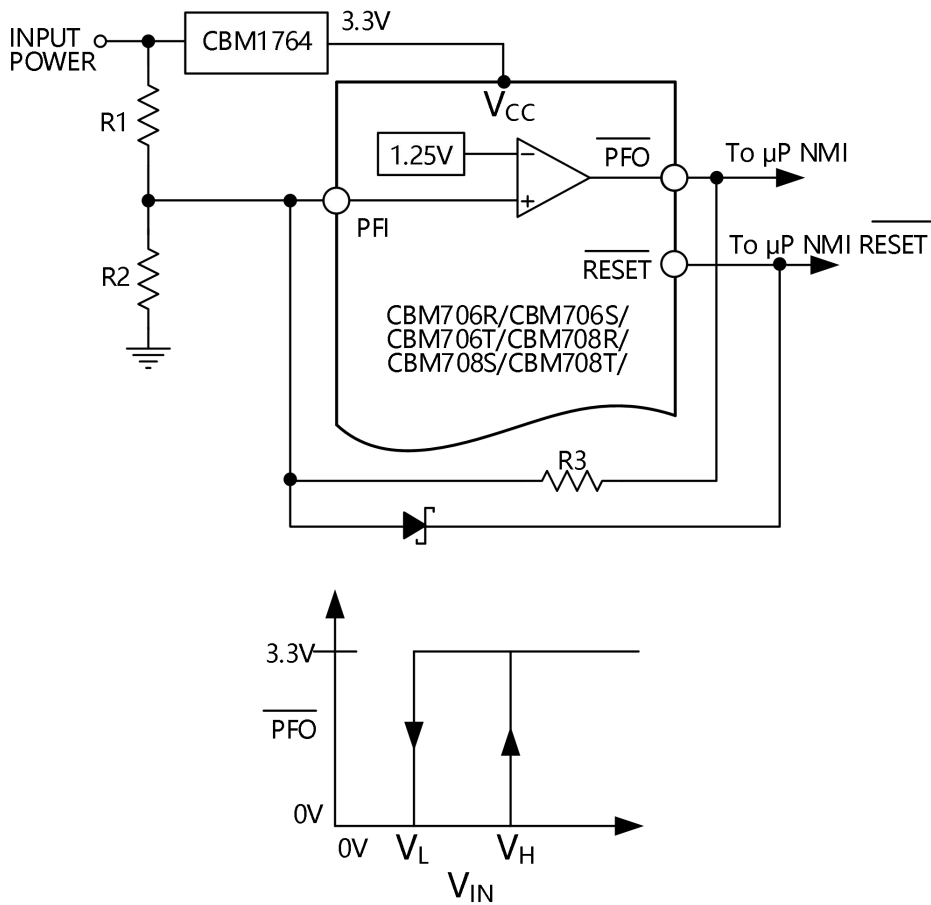 INPUT
POWER
CBM1764
3.3V
R1
R2
VCC
1.25V
−
+
PFO
To µP NMI
PFI
RESET
To µP NMI RESET
CBM706R/CBM706S/
CBM706T/CBM708R/
CBM708S/CBM708T/
R3
3.3V
PFO
0V
0V
VL
VH
VIN